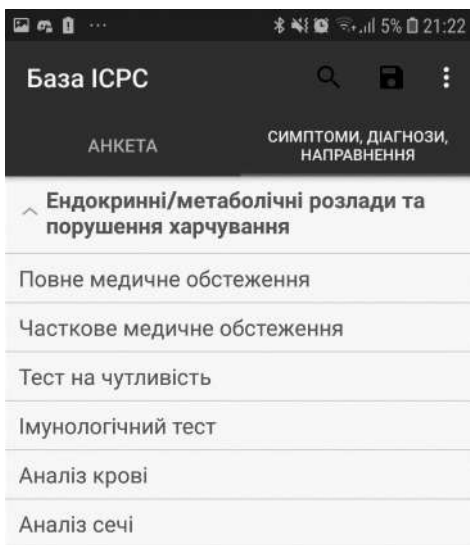 5% 21:22
База ICPC
АНКЕТА
СИМПТОМИ, ДІАГНОЗИ,
НАПРАВНЕННЯ
Ендокринні/метаболічні розлади та
порушення харчування
Повне медичне обстеження
Часткове медичне обстеження
Тест на чутливість
Імунологічний тест
Аналіз крові
Аналіз сечі